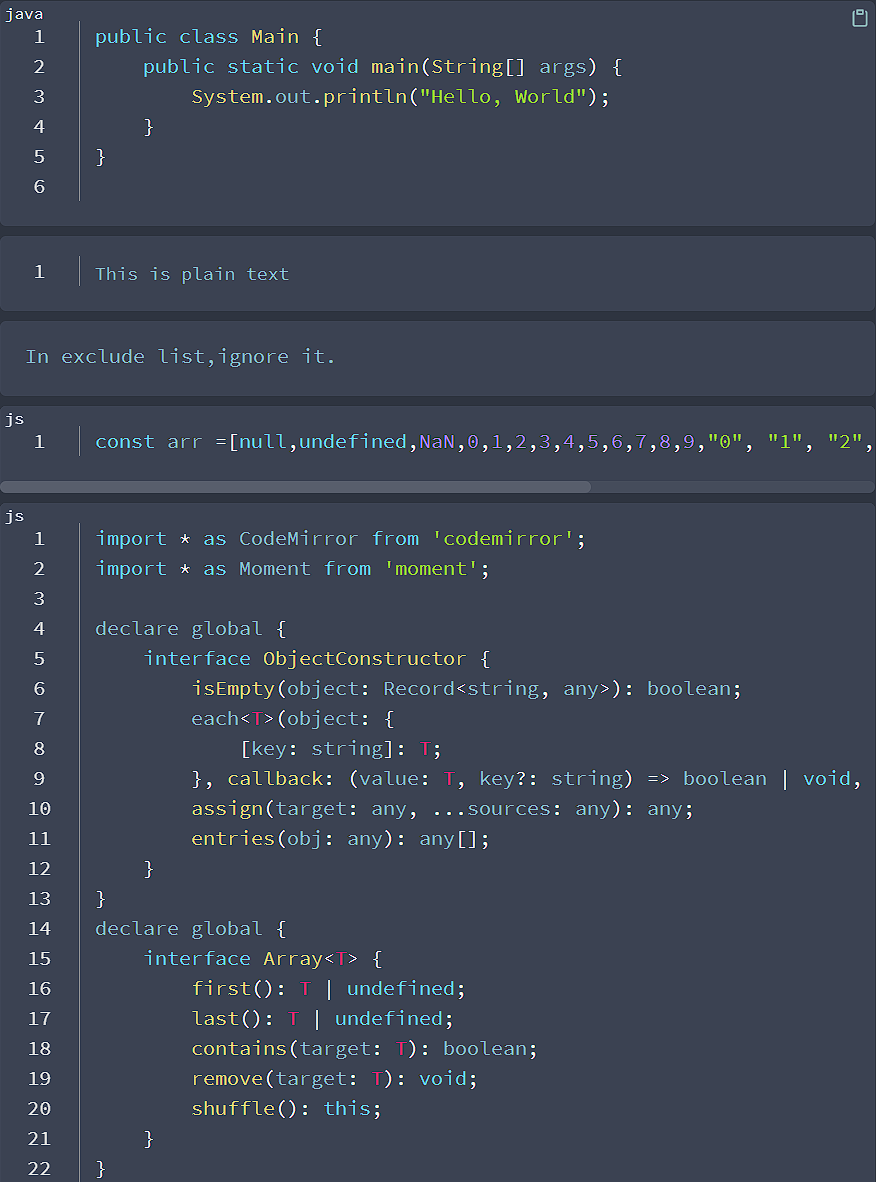 java
1 public class Main {
2     public static void main(String[] args) {
3         System.out.println("Hello, World");
4     }
5 }
6
1 This is plain text
In exclude list,ignore it.
js
1 const arr =[null,undefined,NaN,0,1,2,3,4,5,6,7,8,9,"0", "1", "2",
js
1 import * as CodeMirror from 'codemirror';
2 import * as Moment from 'moment';
3
4 declare global {
5     interface ObjectConstructor {
6         isEmpty(object: Record<string, any>): boolean;
7         each<T>(object: {
8             [key: string]: T;
9         }, callback: (value: T, key?: string) => boolean | void,
10         assign(target: any, ...sources: any): any;
11         entries(obj: any): any[];
12     }
13 }
14 declare global {
15     interface Array<T> {
16         first(): T | undefined;
17         last(): T | undefined;
18         contains(target: T): boolean;
19         remove(target: T): void;
20         shuffle(): this;
21     }
22 }